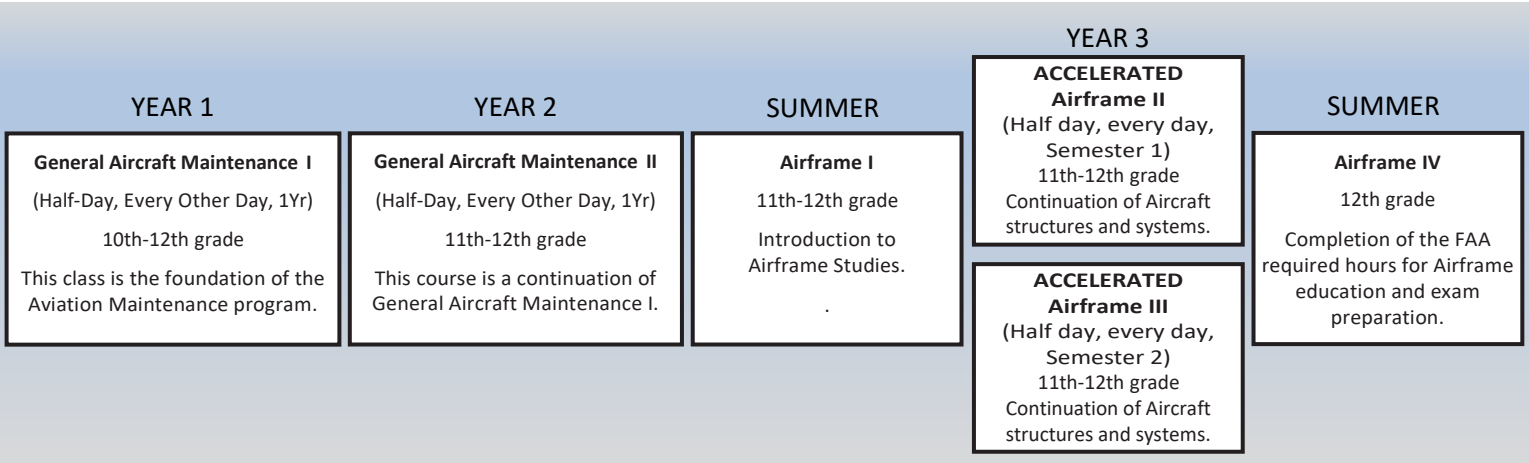 YEAR 1
General Aircraft Maintenance I
(Half-Day, Every Other Day, 1Yr)
10th-12th grade
This class is the foundation of the
Aviation Maintenance program.
YEAR 2
General Aircraft Maintenance II
(Half-Day, Every Other Day, 1Yr)
11th-12th grade
This course is a continuation of
General Aircraft Maintenance I.
SUMMER
Airframe I
11th-12th grade
Introduction to
Airframe Studies.
.
YEAR 3
ACCELERATED
Airframe II
(Half day, every day,
Semester 1)
11th-12th grade
Continuation of Aircraft
structures and systems.
ACCELERATED
Airframe III
(Half day, every day,
Semester 2)
11th-12th grade
Continuation of Aircraft
structures and systems.
SUMMER
Airframe IV
12th grade
Completion of the FAA
required hours for Airframe
education and exam
preparation.